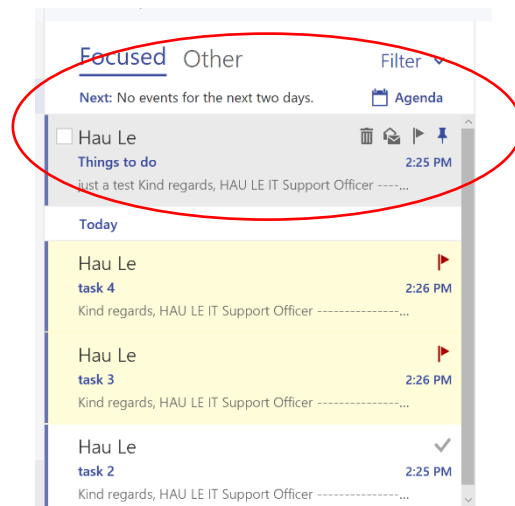 Focused Other Filter
Next: No events for the next two days. Agenda
Hau Le
Things to do 2:25 PM
just a test Kind regards, HAU LE IT Support Officer ----...
Today
Hau Le
task 4 2:26 PM
Kind regards, HAU LE IT Support Officer ---------------...
Hau Le
task 3 2:26 PM
Kind regards, HAU LE IT Support Officer ---------------...
Hau Le
task 2 2:25 PM
Kind regards, HAU LE IT Support Officer ---------------...